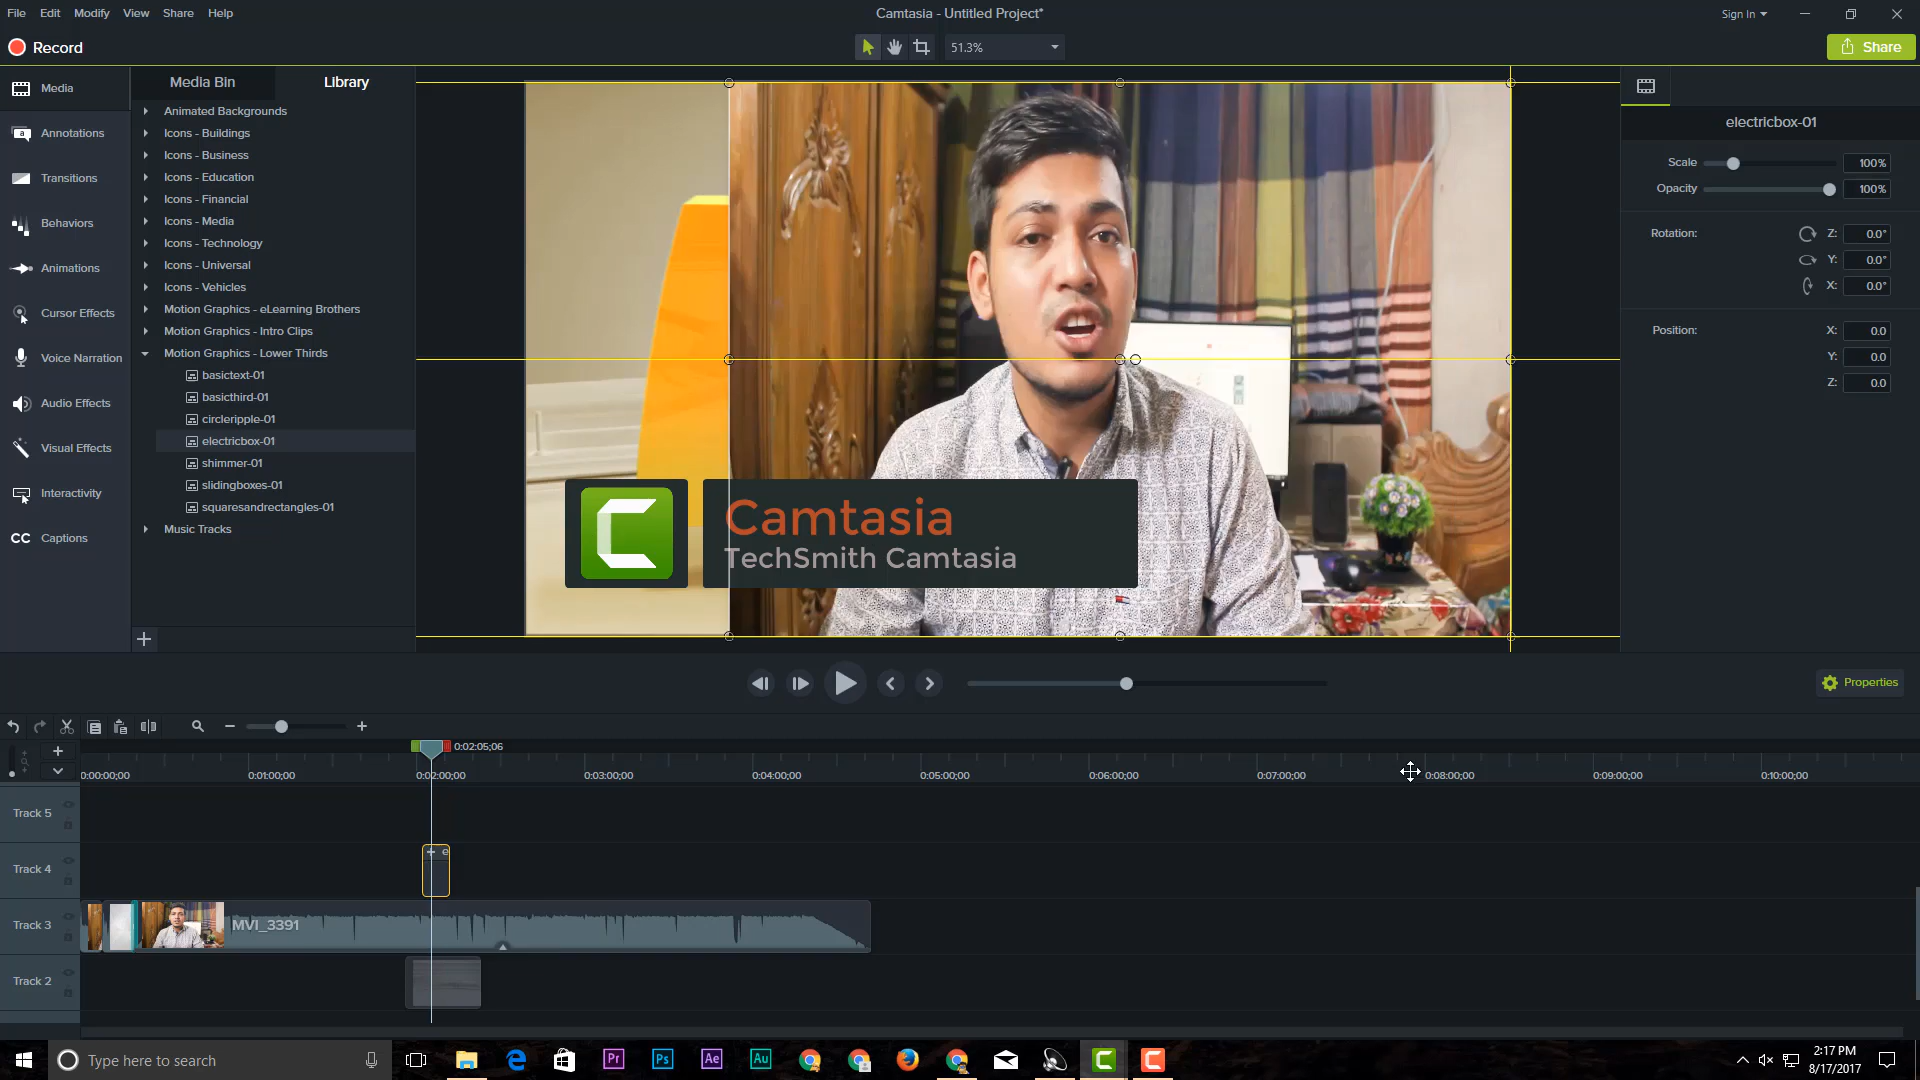 File Edit Modify View Share Help
Camtasia - Untitled Project*
Sign In
Record
51.3%
Share
Media
Annotations
Transitions
Behaviors
Animations
Cursor Effects
Voice Narration
Audio Effects
Visual Effects
Interactivity
CC Captions
Media Bin Library
Animated Backgrounds
Icons - Buildings
Icons - Business
Icons - Education
Icons - Financial
Icons - Media
Icons - Technology
Icons - Universal
Icons - Vehicles
Motion Graphics - eLearning Brothers
Motion Graphics - Intro Clips
Motion Graphics - Lower Thirds
basictext-01
basicthird-01
circleripple-01
electricbox-01
shimmer-01
slidingboxes-01
squaresandrectangles-01
Music Tracks
Camtasia
TechSmith Camtasia
electricbox-01
Scale 100%
Opacity 100%
Rotation: Z: 0.0°
Y: 0.0°
X: 0.0°
Position: X: 0.0
Y: 0.0
Z: 0.0
Properties
0:02:05;06
0:00:00;00 0:01:00;00 0:02:00;00 0:03:00;00 0:04:00;00 0:05:00;00 0:06:00;00 0:07:00;00 0:08:00;00 0:09:00;00 0:10:00;00
Track 5
Track 4
e
Track 3
MVI_3391
Track 2
Type here to search
Pr Ps Ae Au
2:17 PM
8/17/2017